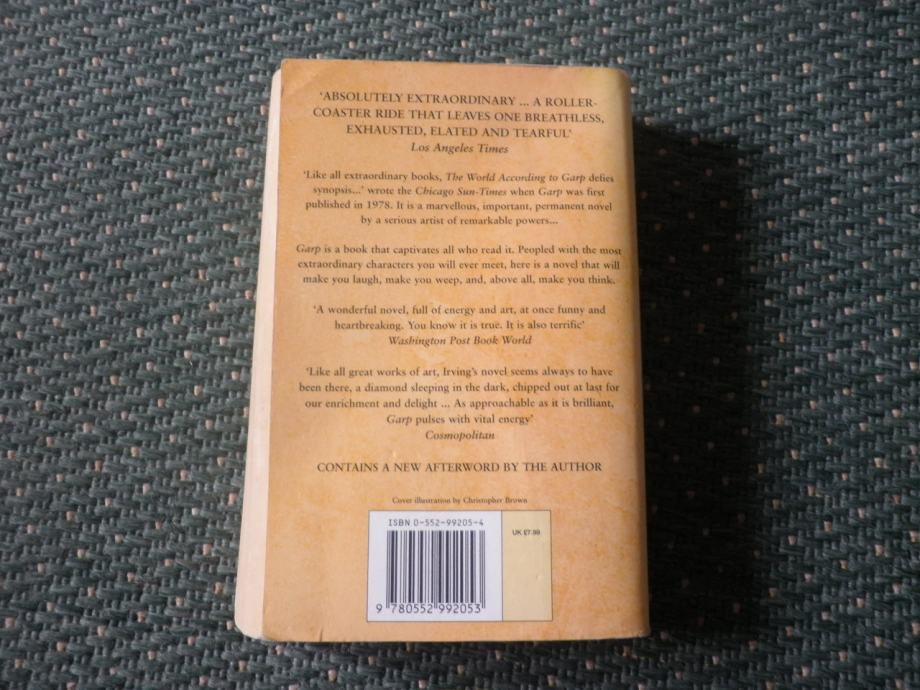 ‘ABSOLUTELY EXTRAORDINARY ... A ROLLER-
COASTER RIDE THAT LEAVES ONE BREATHLESS,
EXHAUSTED, ELATED AND TEARFUL’
Los Angeles Times
‘Like all extraordinary books, The World According to Garp defies
synopsis...’ wrote the Chicago Sun-Times when Garp was first
published in 1978. It is a marvellous, important, permanent novel
by a serious artist of remarkable powers...
Garp is a book that captivates all who read it. Peopled with the most
extraordinary characters you will ever meet, here is a novel that will
make you laugh, make you weep, and, above all, make you think.
‘A wonderful novel, full of energy and art, at once funny and
heartbreaking. You know it is true. It is also terrific’
Washington Post Book World
‘Like all great works of art, Irving’s novel seems always to have
been there, a diamond sleeping in the dark, chipped out at last for
our enrichment and delight ... As approachable as it is brilliant,
Garp pulses with vital energy’
Cosmopolitan
CONTAINS A NEW AFTERWORD BY THE AUTHOR
Cover illustration by Christopher Brown
ISBN 0-552-99205-4
UK £7.99
9 780552 992053